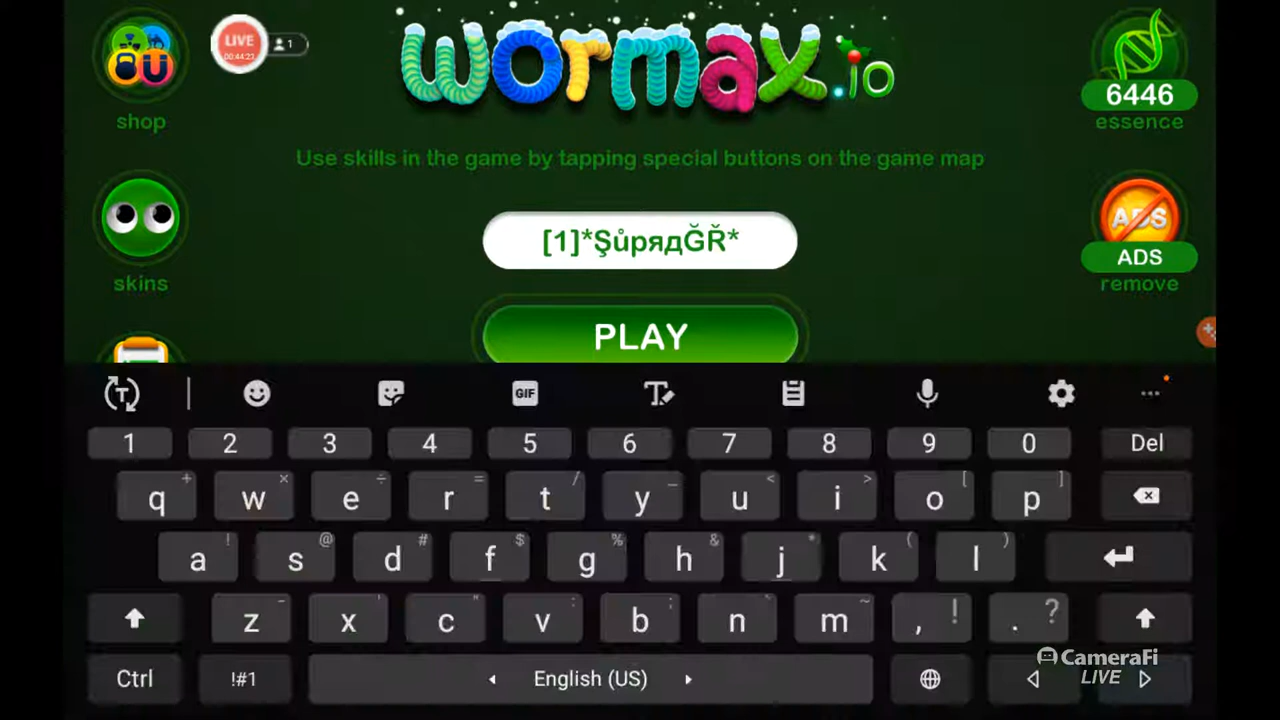 LIVE
00:44:23
1
wormax.io
shop
6446
essence
Use skills in the game by tapping special buttons on the game map
[1]*ŞůpядĞŘ*
skins
ADS
ADS
remove
PLAY
T GIF T ...
1 2 3 4 5 6 7 8 9 0 Del
q + w × e ÷ r = t / y _ u < i > o [ p ]
a ! s @ d # f $ g % h & j * k ( l )
z - x ' c " v : b ; n ` m ~ , ! . ?
Ctrl !#1 English (US)
CameraFi
LIVE